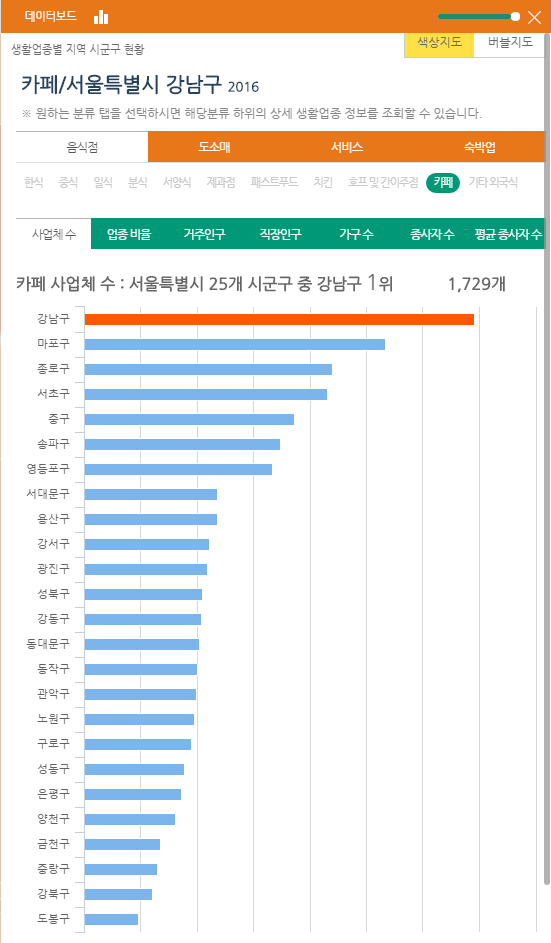 데이터보드
생활업종별 지역 시군구 현황
색상지도 버블지도
카페/서울특별시 강남구 2016
※ 원하는 분류 탭을 선택하시면 해당분류 하위의 상세 생활업종 정보를 조회할 수 있습니다.
음식점 도소매 서비스 숙박업
한식 중식 일식 분식 서양식 제과점 패스트푸드 치킨 호프 및 간이주점 카페 기타 외국식
사업체 수 업종 비율 거주인구 직장인구 가구 수 종사자 수 평균 종사자 수
카페 사업체 수 : 서울특별시 25개 시군구 중 강남구 1위 1,729개
강남구
마포구
종로구
서초구
중구
송파구
영등포구
서대문구
용산구
강서구
광진구
성북구
강동구
동대문구
동작구
관악구
노원구
구로구
성동구
은평구
양천구
금천구
중랑구
강북구
도봉구